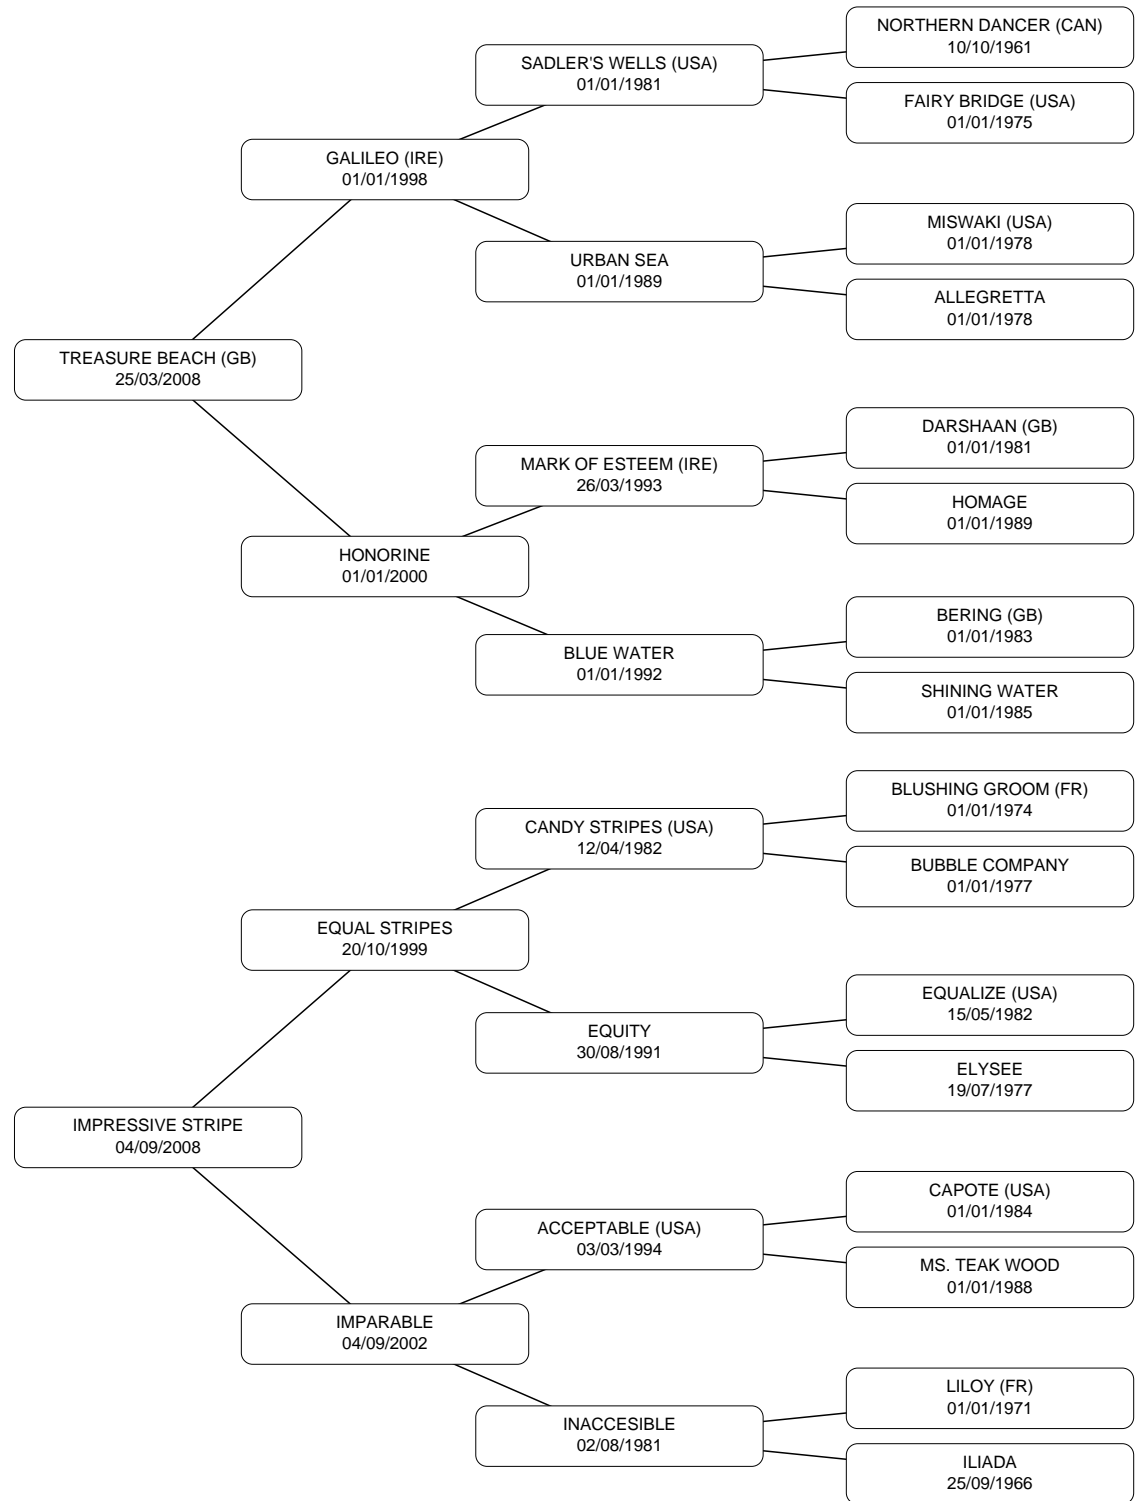 NORTHERN DANCER (CAN)
10/10/1961
SADLER'S WELLS (USA)
01/01/1981
FAIRY BRIDGE (USA)
01/01/1975
GALILEO (IRE)
01/01/1998
MISWAKI (USA)
01/01/1978
URBAN SEA
01/01/1989
ALLEGRETTA
01/01/1978
TREASURE BEACH (GB)
25/03/2008
DARSHAAN (GB)
01/01/1981
MARK OF ESTEEM (IRE)
26/03/1993
HOMAGE
01/01/1989
HONORINE
01/01/2000
BERING (GB)
01/01/1983
BLUE WATER
01/01/1992
SHINING WATER
01/01/1985
BLUSHING GROOM (FR)
01/01/1974
CANDY STRIPES (USA)
12/04/1982
BUBBLE COMPANY
01/01/1977
EQUAL STRIPES
20/10/1999
EQUALIZE (USA)
15/05/1982
EQUITY
30/08/1991
ELYSEE
19/07/1977
IMPRESSIVE STRIPE
04/09/2008
CAPOTE (USA)
01/01/1984
ACCEPTABLE (USA)
03/03/1994
MS. TEAK WOOD
01/01/1988
IMPARABLE
04/09/2002
LILOY (FR)
01/01/1971
INACCESIBLE
02/08/1981
ILIADA
25/09/1966